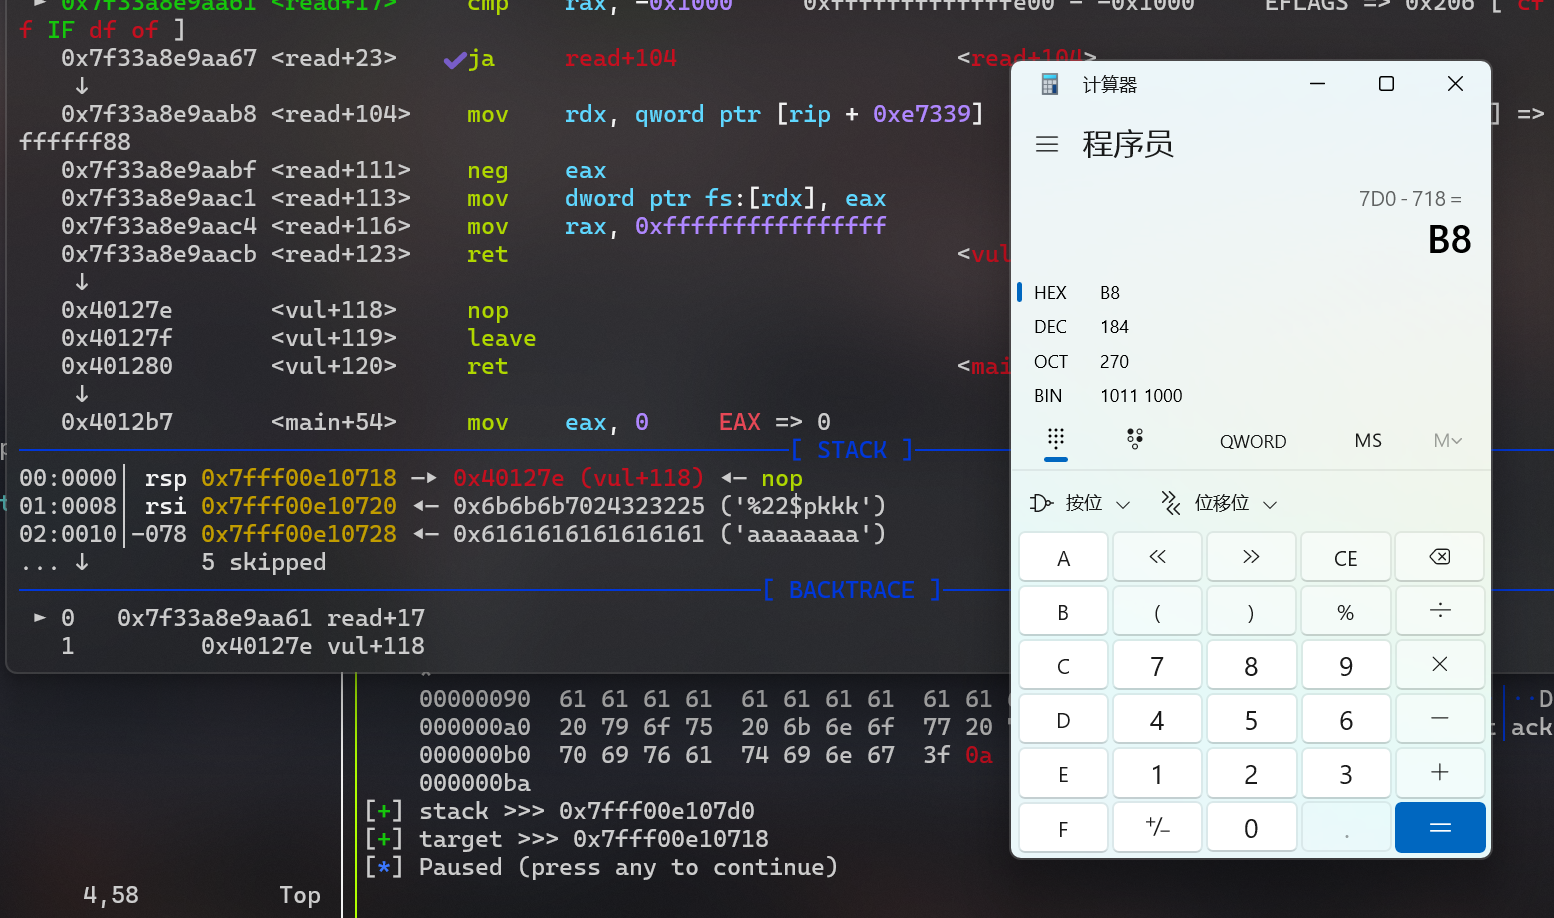 ► 0x7f33a8e9aa61 <read+17> cmp rax, -0x1000 0xfffffffffffffe00 - -0x1000 EFLAGS => 0x206 [ cf
f IF df of ]
0x7f33a8e9aa67 <read+23> ✔ja read+104 <read+104>
↓
0x7f33a8e9aab8 <read+104> mov rdx, qword ptr [rip + 0xe7339] ] =>
ffffff88
0x7f33a8e9aabf <read+111> neg eax
0x7f33a8e9aac1 <read+113> mov dword ptr fs:[rdx], eax
0x7f33a8e9aac4 <read+116> mov rax, 0xffffffffffffffff
0x7f33a8e9aacb <read+123> ret <vul
↓
0x40127e <vul+118> nop
0x40127f <vul+119> leave
0x401280 <vul+120> ret <mai
↓
0x4012b7 <main+54> mov eax, 0 EAX => 0
[ STACK ]
00:0000│ rsp 0x7fff00e10718 —▸ 0x40127e (vul+118) ◂— nop
01:0008│ rsi 0x7fff00e10720 ◂— 0x6b6b6b7024323225 ('%22$pkkk')
02:0010│-078 0x7fff00e10728 ◂— 0x6161616161616161 ('aaaaaaaa')
... ↓ 5 skipped
[ BACKTRACE ]
► 0 0x7f33a8e9aa61 read+17
1 0x40127e vul+118
00000090 61 61 61 61 61 61 61 61 61 61 ··D
000000a0 20 79 6f 75 20 6b 6e 6f 77 20 ack
000000b0 70 69 76 61 74 69 6e 67 3f 0a
000000ba
[+] stack >>> 0x7fff00e107d0
[+] target >>> 0x7fff00e10718
[*] Paused (press any to continue)
4,58 Top
计算器
程序员
7D0 - 718 =
B8
HEX B8
DEC 184
OCT 270
BIN 1011 1000
QWORD MS M
按位 位移位
A << >> CE
B ( ) % ÷
C 7 8 9 ×
D 4 5 6 −
E 1 2 3 +
F +/− 0 . =